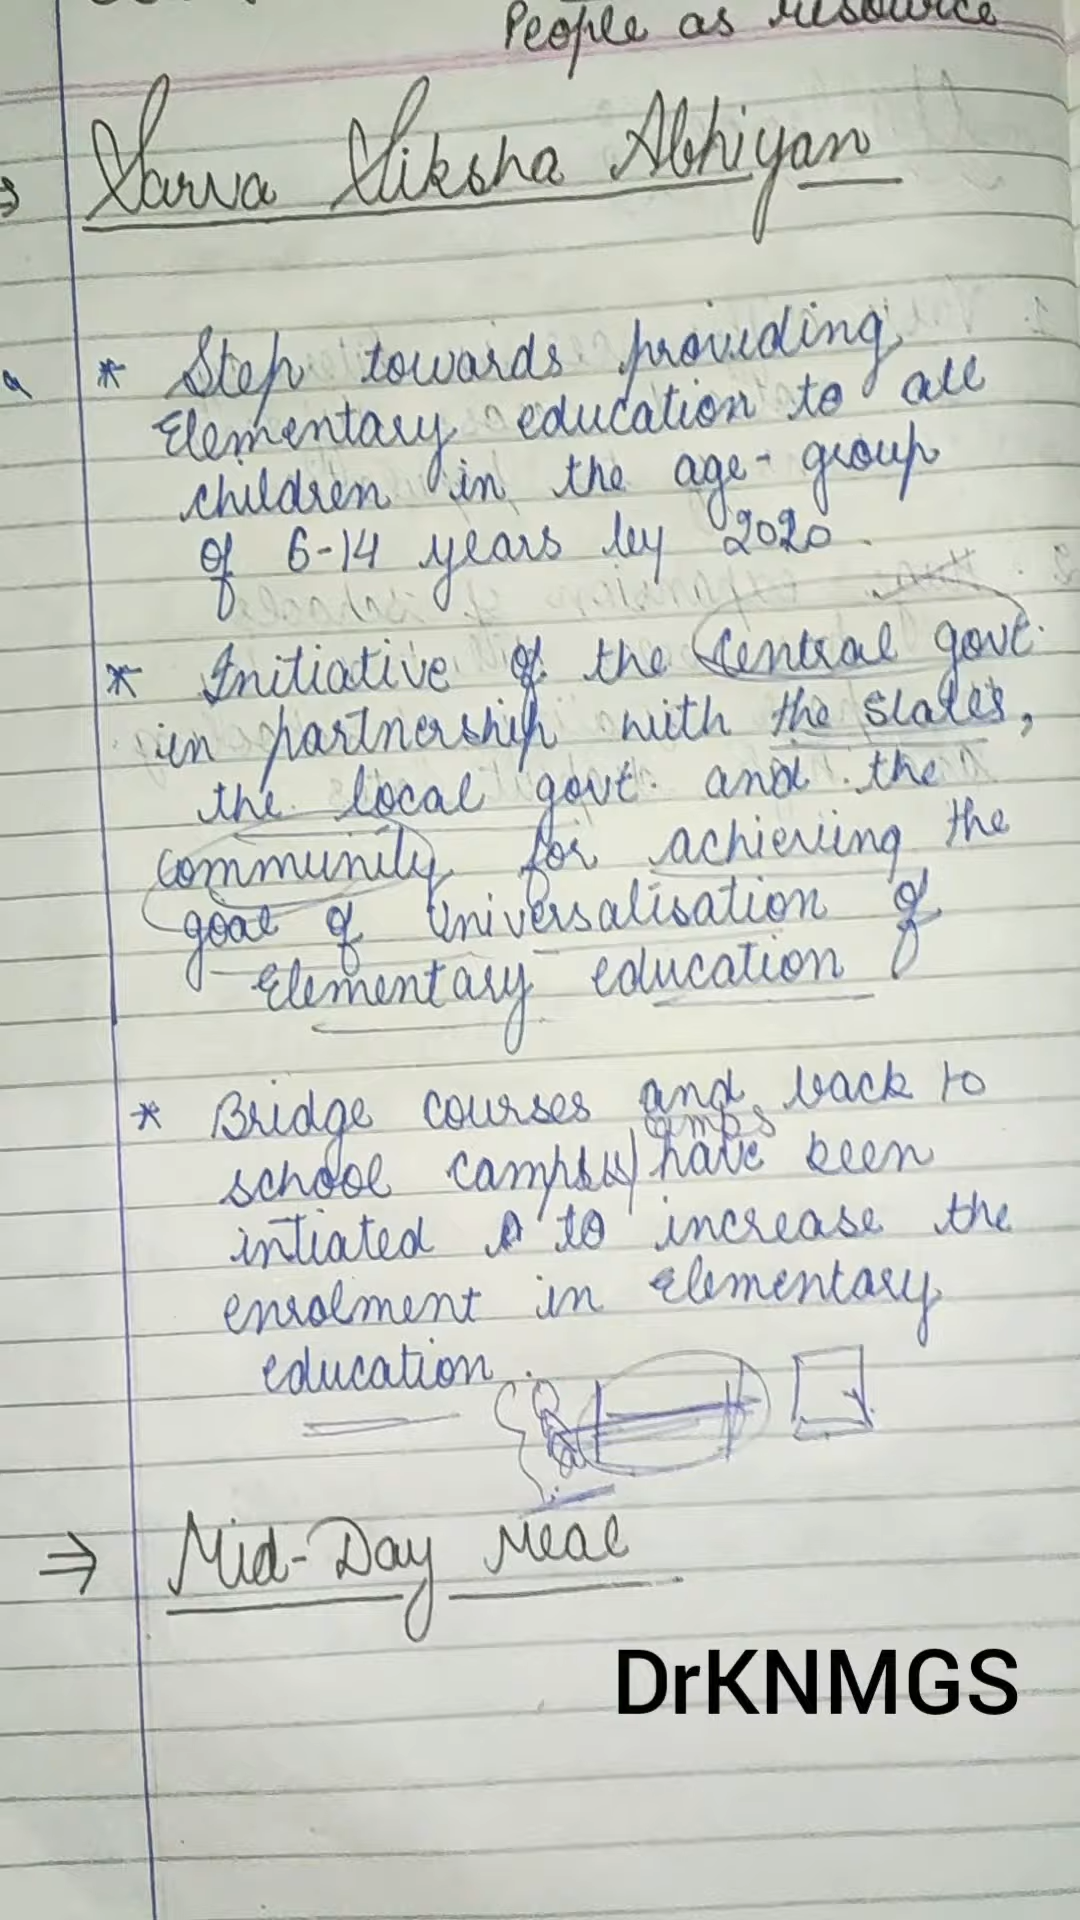 People as resource
⇒ Sarva Siksha Abhiyan
* Step towards providing
Elementary education to all
children in the age-group
of 6-14 years by 2020.
* Initiative of the Central govt.
in partnership with the states,
the local govt. and the
community for achieving the
goal of Universalisation of
Elementary education
* Bridge courses and back to
amps
school camps have been
intiated to increase the
enrolment in Elementary
education.
⇒ Mid-Day Meal
DrKNMGS